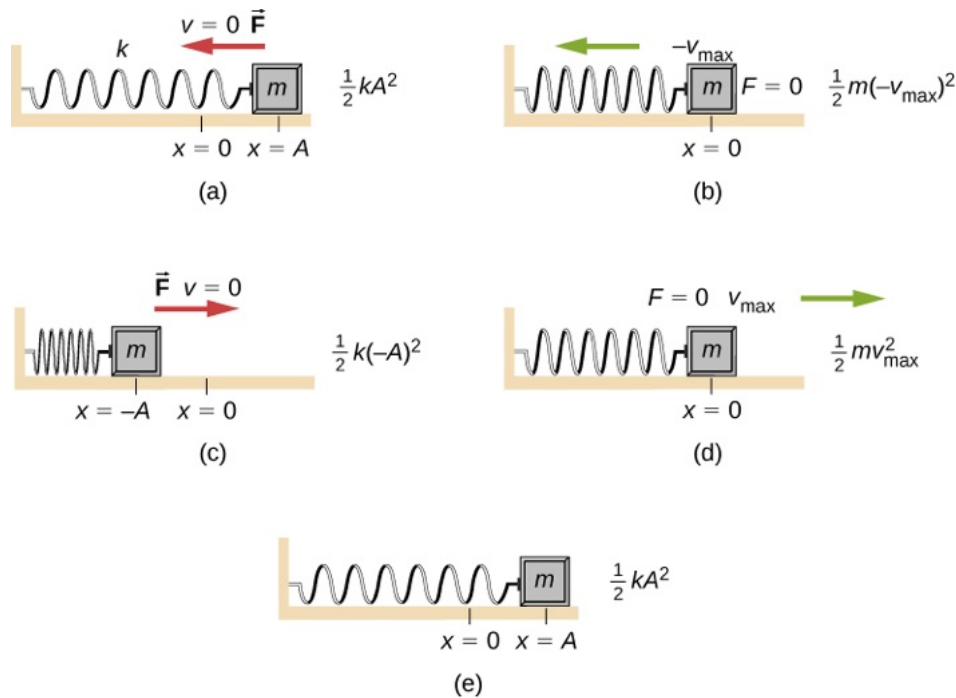 v = 0 F⃗
k
m
½ kA²
x = 0 x = A
(a)
–v_max
m
F = 0
½ m(–v_max)²
x = 0
(b)
F⃗ v = 0
m
½ k(–A)²
x = –A x = 0
(c)
F = 0 v_max
m
½ mv²_max
x = 0
(d)
m
½ kA²
x = 0 x = A
(e)